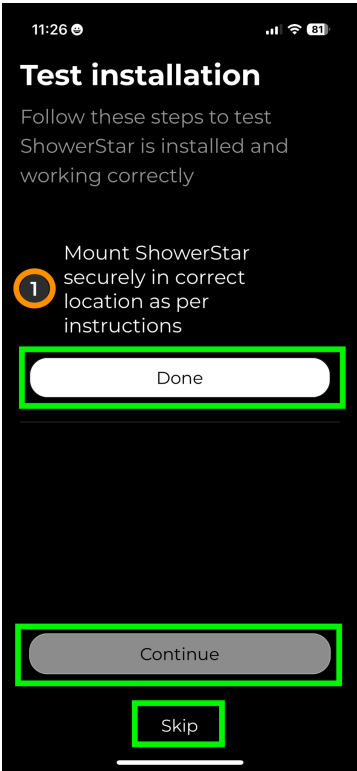 11:26
81
Test installation
Follow these steps to test
ShowerStar is installed and
working correctly
1
Mount ShowerStar
securely in correct
location as per
instructions
Done
Continue
Skip